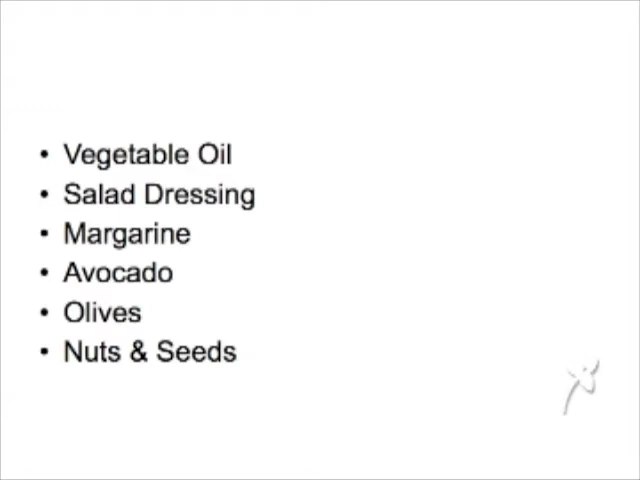 • Vegetable Oil
• Salad Dressing
• Margarine
• Avocado
• Olives
• Nuts & Seeds